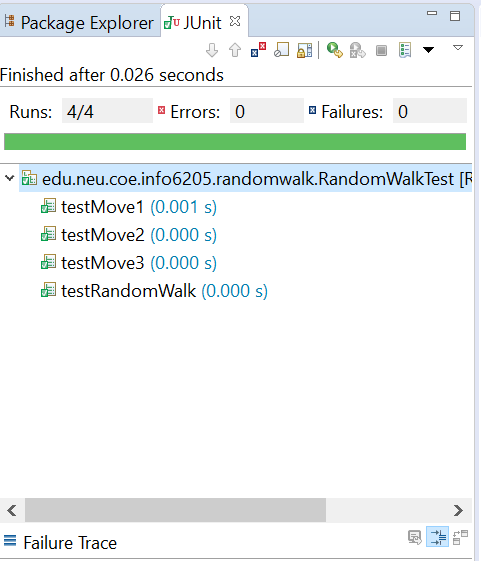 Package Explorer JUnit
Finished after 0.026 seconds
Runs: 4/4 Errors: 0 Failures: 0
edu.neu.coe.info6205.randomwalk.RandomWalkTest [R
testMove1 (0.001 s)
testMove2 (0.000 s)
testMove3 (0.000 s)
testRandomWalk (0.000 s)
Failure Trace